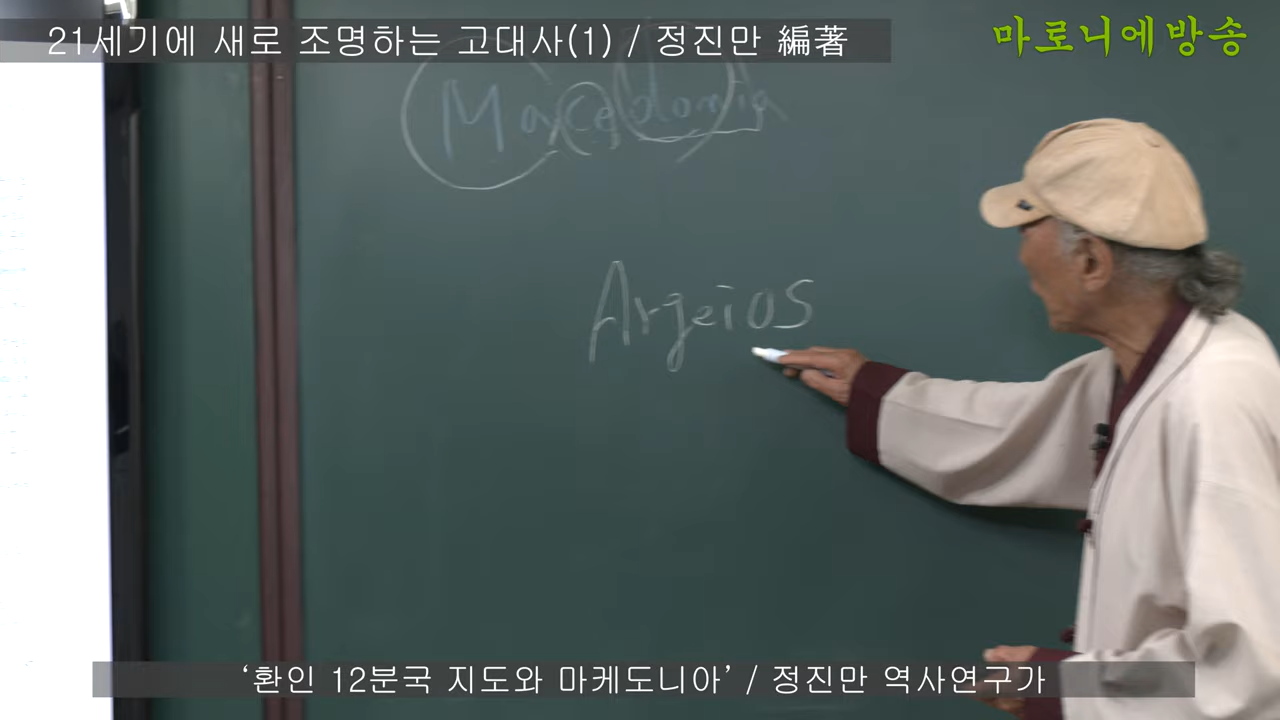 21세기에 새로 조명하는 고대사(1) / 정진만 編著
마로니에방송
Macedonia
Argeios
‘환인 12분국 지도와 마케도니아’ / 정진만 역사연구가